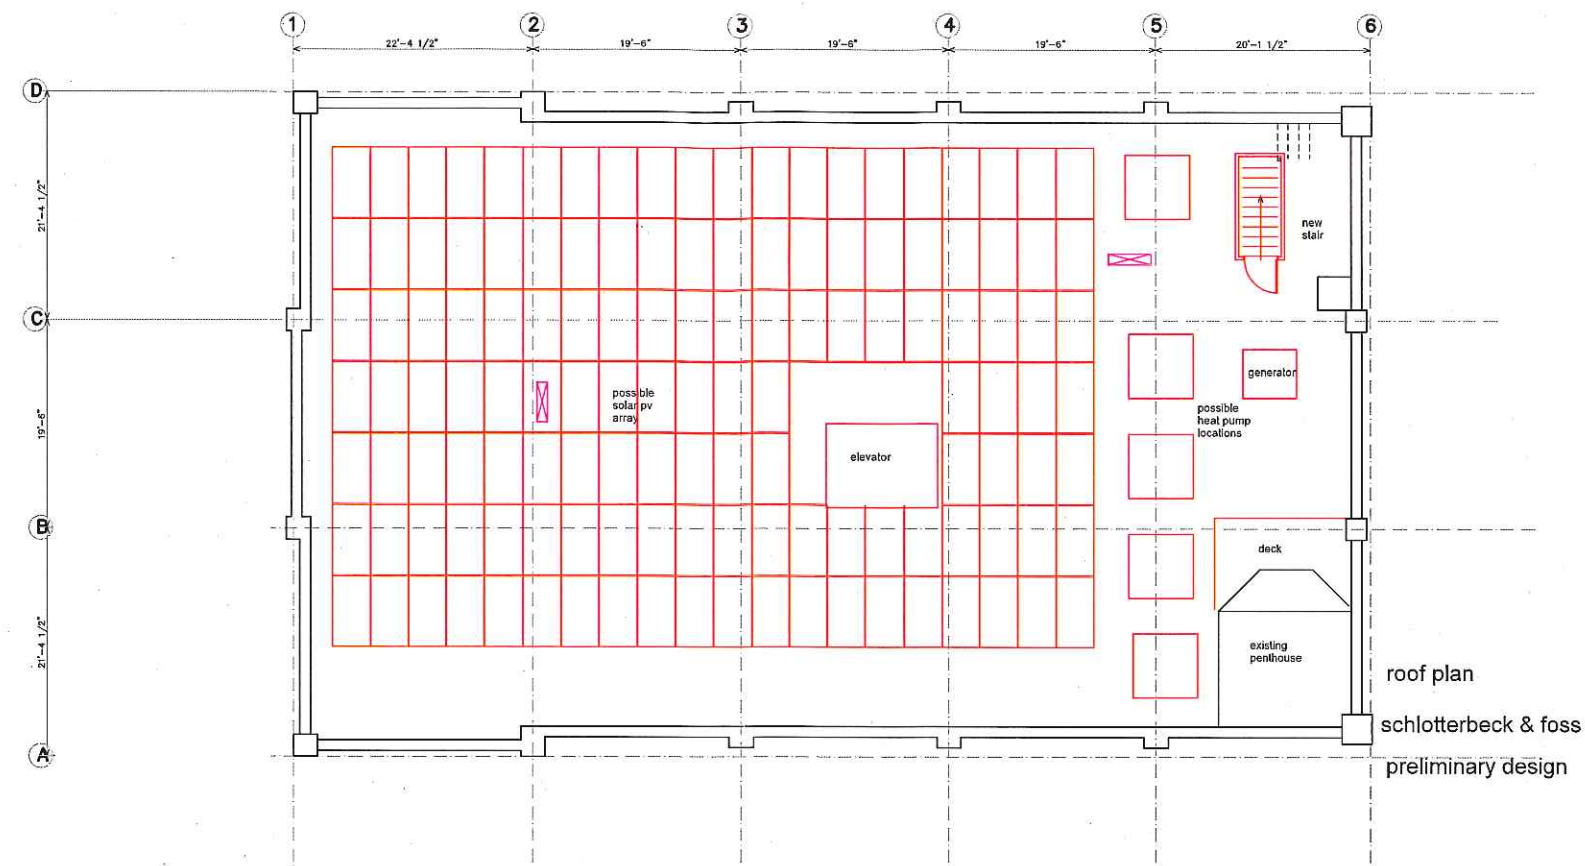 1 2 3 4 5 6
22'-4 1/2" 19'-6" 19'-6" 19'-6" 20'-1 1/2"
D
21'-4 1/2"
new
stair
C
generator
possible
solar pv
array
possible
heat pump
locations
19'-6"
elevator
B
deck
21'-4 1/2"
existing
penthouse
roof plan
schlotterbeck & foss
A
preliminary design